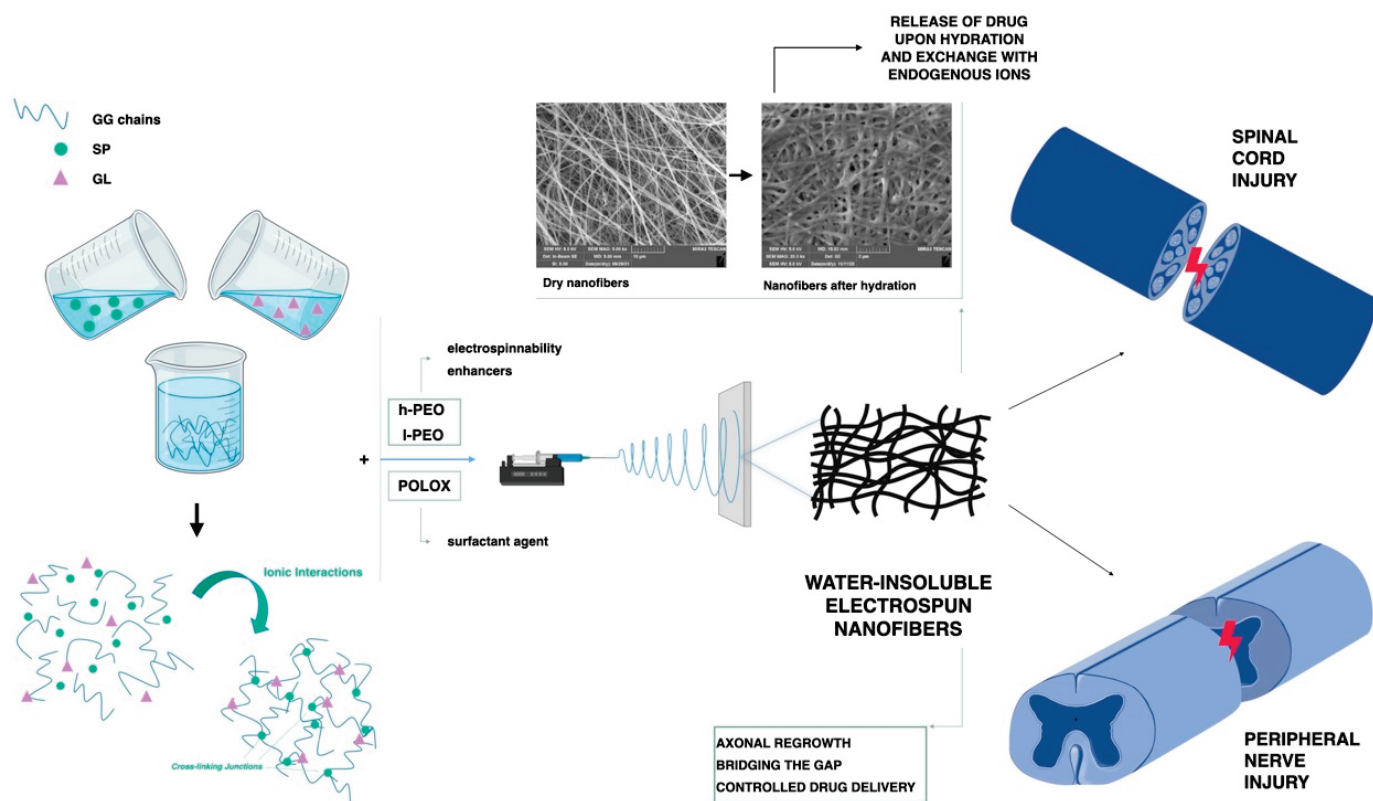 RELEASE OF DRUG
UPON HYDRATION
AND EXCHANGE WITH
ENDOGENOUS IONS
GG chains
SP
GL
SPINAL
CORD
INJURY
Dry nanofibers
Nanofibers after hydration
electrospinnability
enhancers
h-PEO
l-PEO
+
POLOX
surfactant agent
Ionic Interactions
Cross-linking Junctions
WATER-INSOLUBLE
ELECTROSPUN
NANOFIBERS
AXONAL REGROWTH
BRIDGING THE GAP
CONTROLLED DRUG DELIVERY
PERIPHERAL
NERVE
INJURY